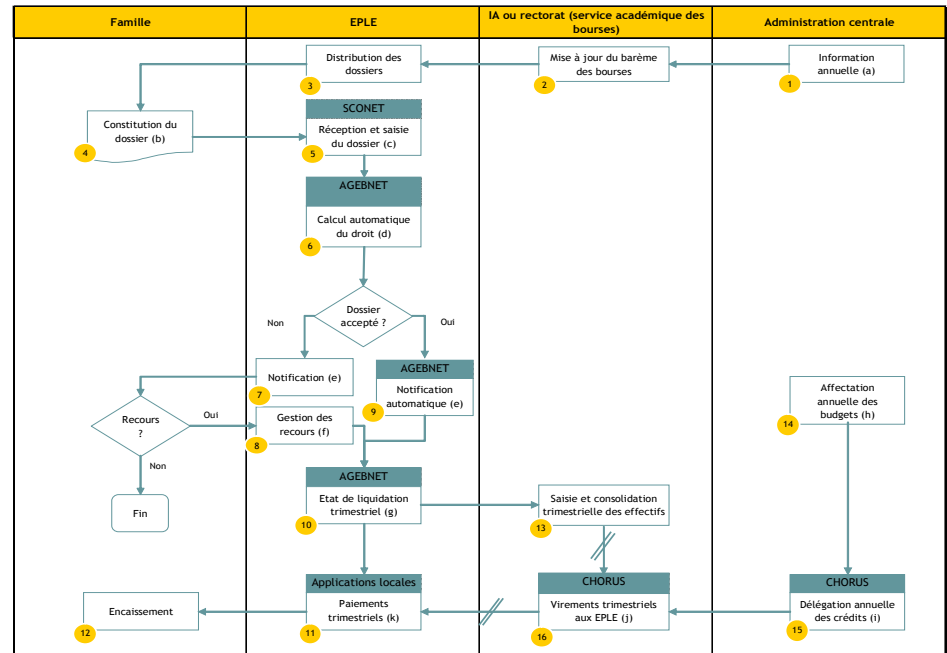 Famille
EPLE
IA ou rectorat (service académique des
bourses)
Administration centrale
Distribution des
dossiers
3
Mise à jour du barème
des bourses
2
Information
annuelle (a)
1
Constitution du
dossier (b)
4
SCONET
Réception et saisie
du dossier (c)
5
AGEBNET
Calcul automatique
du droit (d)
6
Dossier
accepté ?
Non
Oui
Notification (e)
7
AGEBNET
Notification
automatique (e)
9
Affectation
annuelle des
budgets (h)
14
Recours
?
Oui
Non
Gestion des
recours (f)
8
Fin
AGEBNET
Etat de liquidation
trimestriel (g)
10
Saisie et consolidation
trimestrielle des effectifs
13
Encaissement
12
Applications locales
Paiements
trimestriels (k)
11
CHORUS
Virements trimestriels
aux EPLE (j)
16
CHORUS
Délégation annuelle
des crédits (i)
15